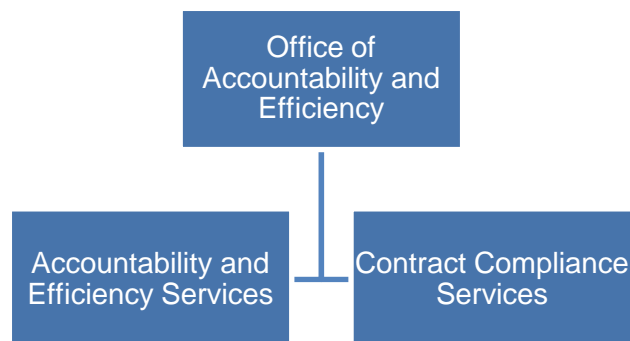 Office of
Accountability and
Efficiency
Accountability and
Efficiency Services
Contract Compliance
Services